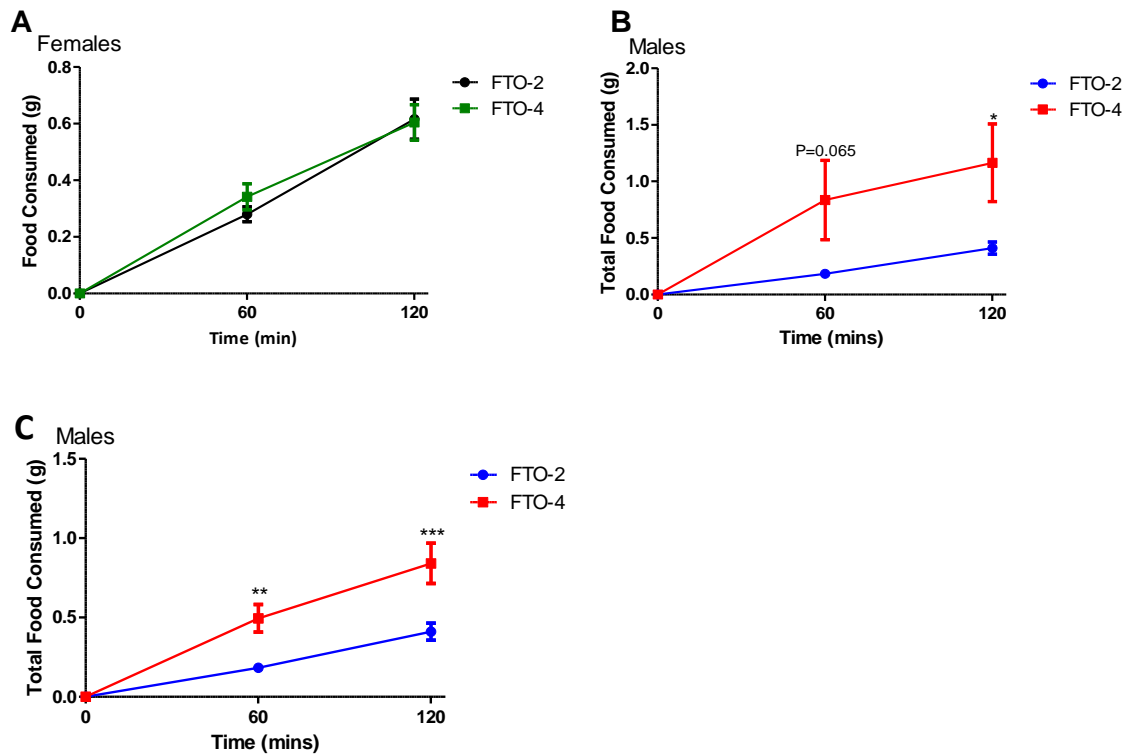 A
Females
Food Consumed (g)
0.8
0.6
0.4
0.2
0.0
0
60
120
Time (min)
FTO-2
FTO-4
B
Males
Total Food Consumed (g)
2.0
1.5
1.0
0.5
0.0
P=0.065
*
0
60
120
Time (mins)
FTO-2
FTO-4
C
Males
Total Food Consumed (g)
1.5
1.0
0.5
0.0
**
***
0
60
120
Time (mins)
FTO-2
FTO-4